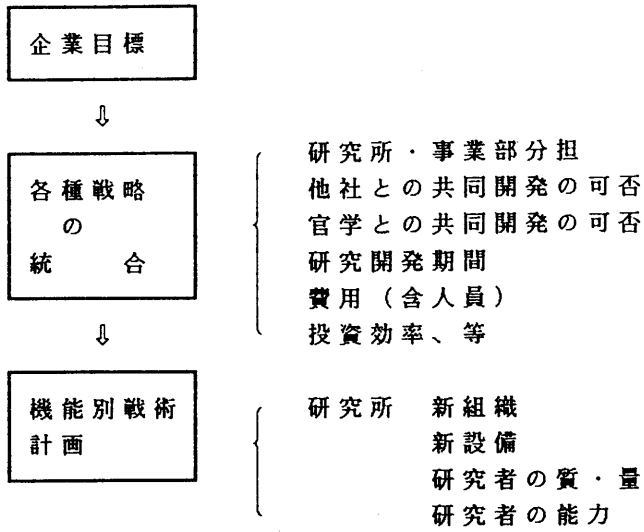 企業目標
⇩
各種戦略
の
統合
研究所・事業部分担
他社との共同開発の可否
官学との共同開発の可否
研究開発期間
費用（含人員）
投資効率、等
⇩
機能別戦術
計画
研究所 新組織
新設備
研究者の質・量
研究者の能力